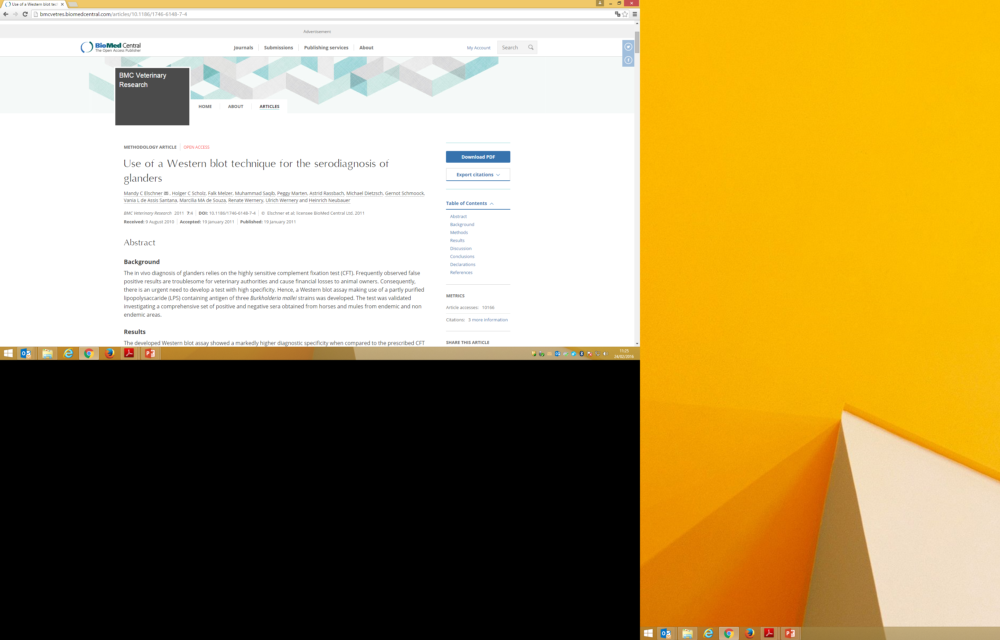 Use of a Western blot tech
bmcvetres.biomedcentral.com/articles/10.1186/1746-6148-7-4
Advertisement
BioMed Central
The Open Access Publisher
Journals
Submissions
Publishing services
About
My Account
Search
BMC Veterinary
Research
HOME
ABOUT
ARTICLES
METHODOLOGY ARTICLE
OPEN ACCESS
Use of a Western blot technique for the serodiagnosis of
glanders
Mandy C Elschner, Holger C Scholz, Falk Melzer, Muhammad Saqib, Peggy Marten, Astrid Rassbach, Michael Dietzsch, Gernot Schmoock,
Vania L de Assis Santana, Marcilia MA de Souza, Renate Wernery, Ulrich Wernery and Heinrich Neubauer
BMC Veterinary Research 2011 7:4 DOI: 10.1186/1746-6148-7-4 © Elschner et al; licensee BioMed Central Ltd. 2011
Received: 9 August 2010 Accepted: 19 January 2011 Published: 19 January 2011
Abstract
Background
The in vivo diagnosis of glanders relies on the highly sensitive complement fixation test (CFT). Frequently observed false
positive results are troublesome for veterinary authorities and cause financial losses to animal owners. Consequently,
there is an urgent need to develop a test with high specificity. Hence, a Western blot assay making use of a partly purified
lipopolysaccaride (LPS) containing antigen of three Burkholderia mallei strains was developed. The test was validated
investigating a comprehensive set of positive and negative sera obtained from horses and mules from endemic and non
endemic areas.
Results
The developed Western blot assay showed a markedly higher diagnostic specificity when compared to the prescribed CFT
Download PDF
Export citations
Table of Contents
Abstract
Background
Methods
Results
Discussion
Conclusions
Declarations
References
METRICS
Article accesses: 10166
Citations: 3 more information
SHARE THIS ARTICLE
11:25
24/02/2016